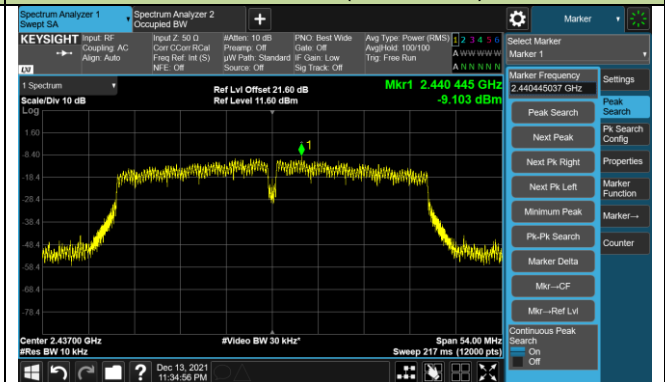 Spectrum Analyzer 1
Swept SA
Spectrum Analyzer 2
Occupied BW
+
Marker
KEYSIGHT
LXI
Input: RF
Coupling: AC
Align: Auto
Input Z: 50 Ω
Corr CCorr RCal
Freq Ref: Int (S)
NFE: Off
#Atten: 10 dB
Preamp: Off
µW Path: Standard
Source: Off
PNO: Best Wide
Gate: Off
IF Gain: Low
Sig Track: Off
Avg Type: Power (RMS)
Avg|Hold: 100/100
Trig: Free Run
1 2 3 4 5 6
A W W W W W
A N N N N N
Select Marker
Marker 1
1 Spectrum
Scale/Div 10 dB
Log
Ref Lvl Offset 21.60 dB
Ref Level 11.60 dBm
Mkr1 2.440 445 GHz
-9.103 dBm
1.60
-8.40
-18.4
-28.4
-38.4
-48.4
-58.4
-68.4
-78.4
1
Center 2.43700 GHz
#Res BW 10 kHz
#Video BW 30 kHz*
Span 54.00 MHz
Sweep 217 ms (12000 pts)
Marker Frequency
2.440445037 GHz
Peak Search
Next Peak
Next Pk Right
Next Pk Left
Minimum Peak
Pk-Pk Search
Marker Delta
Mkr→CF
Mkr→Ref Lvl
Continuous Peak
Search
On
Off
Settings
Peak
Search
Pk Search
Config
Properties
Marker
Function
Marker→
Counter
?
Dec 13, 2021
11:34:56 PM